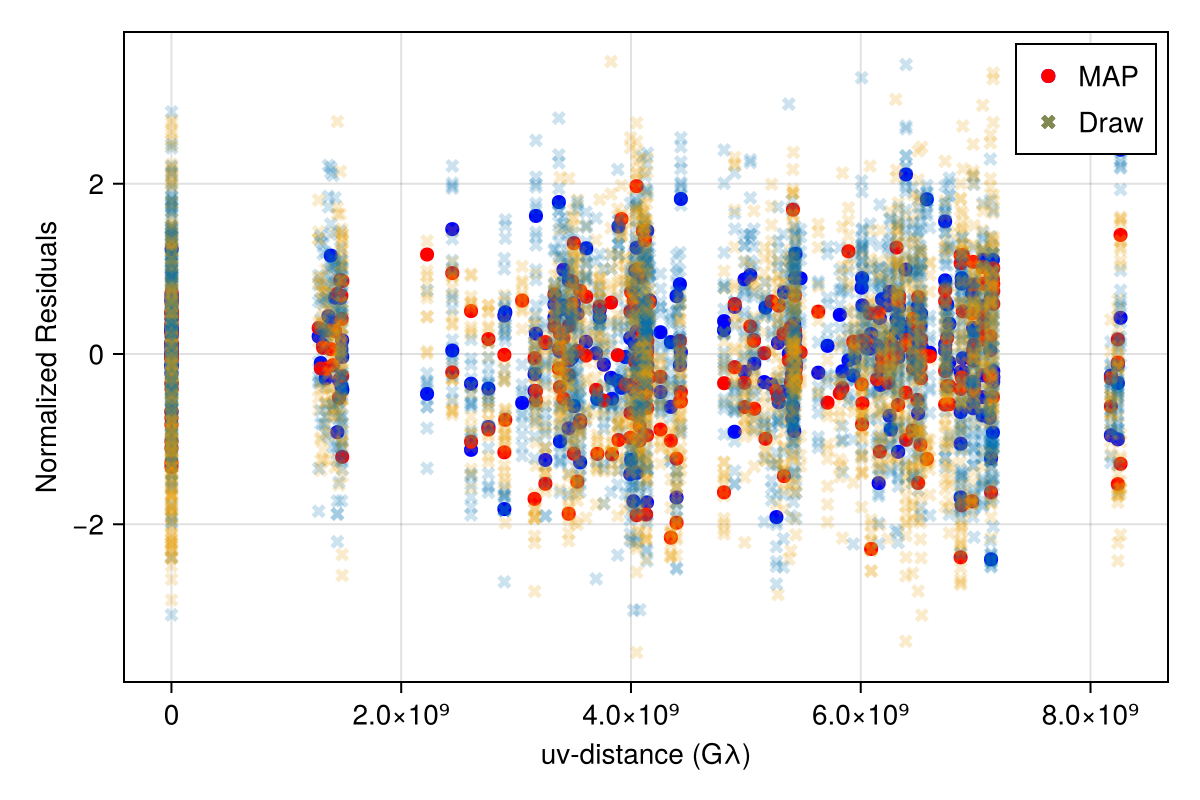 MAP
Draw
2
0
−2
Normalized Residuals
0
2.0×10⁹
4.0×10⁹
6.0×10⁹
8.0×10⁹
uv-distance (Gλ)